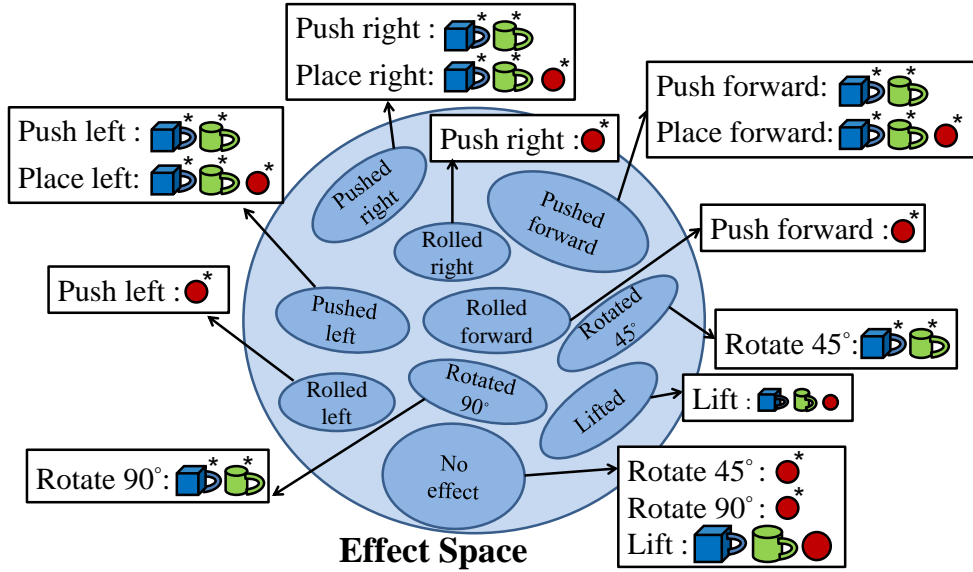 Push right : * *
Place right: * * *
Push forward: * *
Place forward: * * *
Push left : * *
Place left: * * *
Push right : *
Pushed
right
Pushed
forward
Rolled
right
Push forward : *
Push left : *
Pushed
left
Rolled
forward
Rotated
45°
Rotate 45°: * *
Rolled
left
Rotated
90°
Lifted
Lift :
Rotate 90°: * *
No
effect
Rotate 45° : *
Rotate 90° : *
Lift :
Effect Space